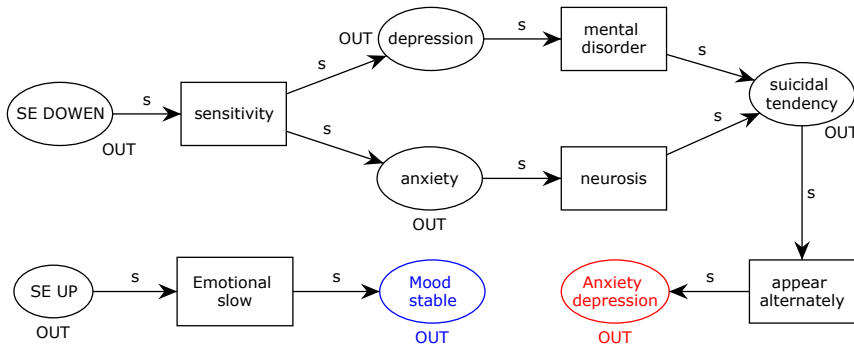 OUT
depression
s
mental
disorder
s
s
SE DOWEN
OUT
s
sensitivity
s
suicidal
tendency
OUT
anxiety
OUT
s
neurosis
s
s
SE UP
OUT
s
Emotional
slow
s
Mood
stable
OUT
Anxiety
depression
OUT
s
appear
alternately